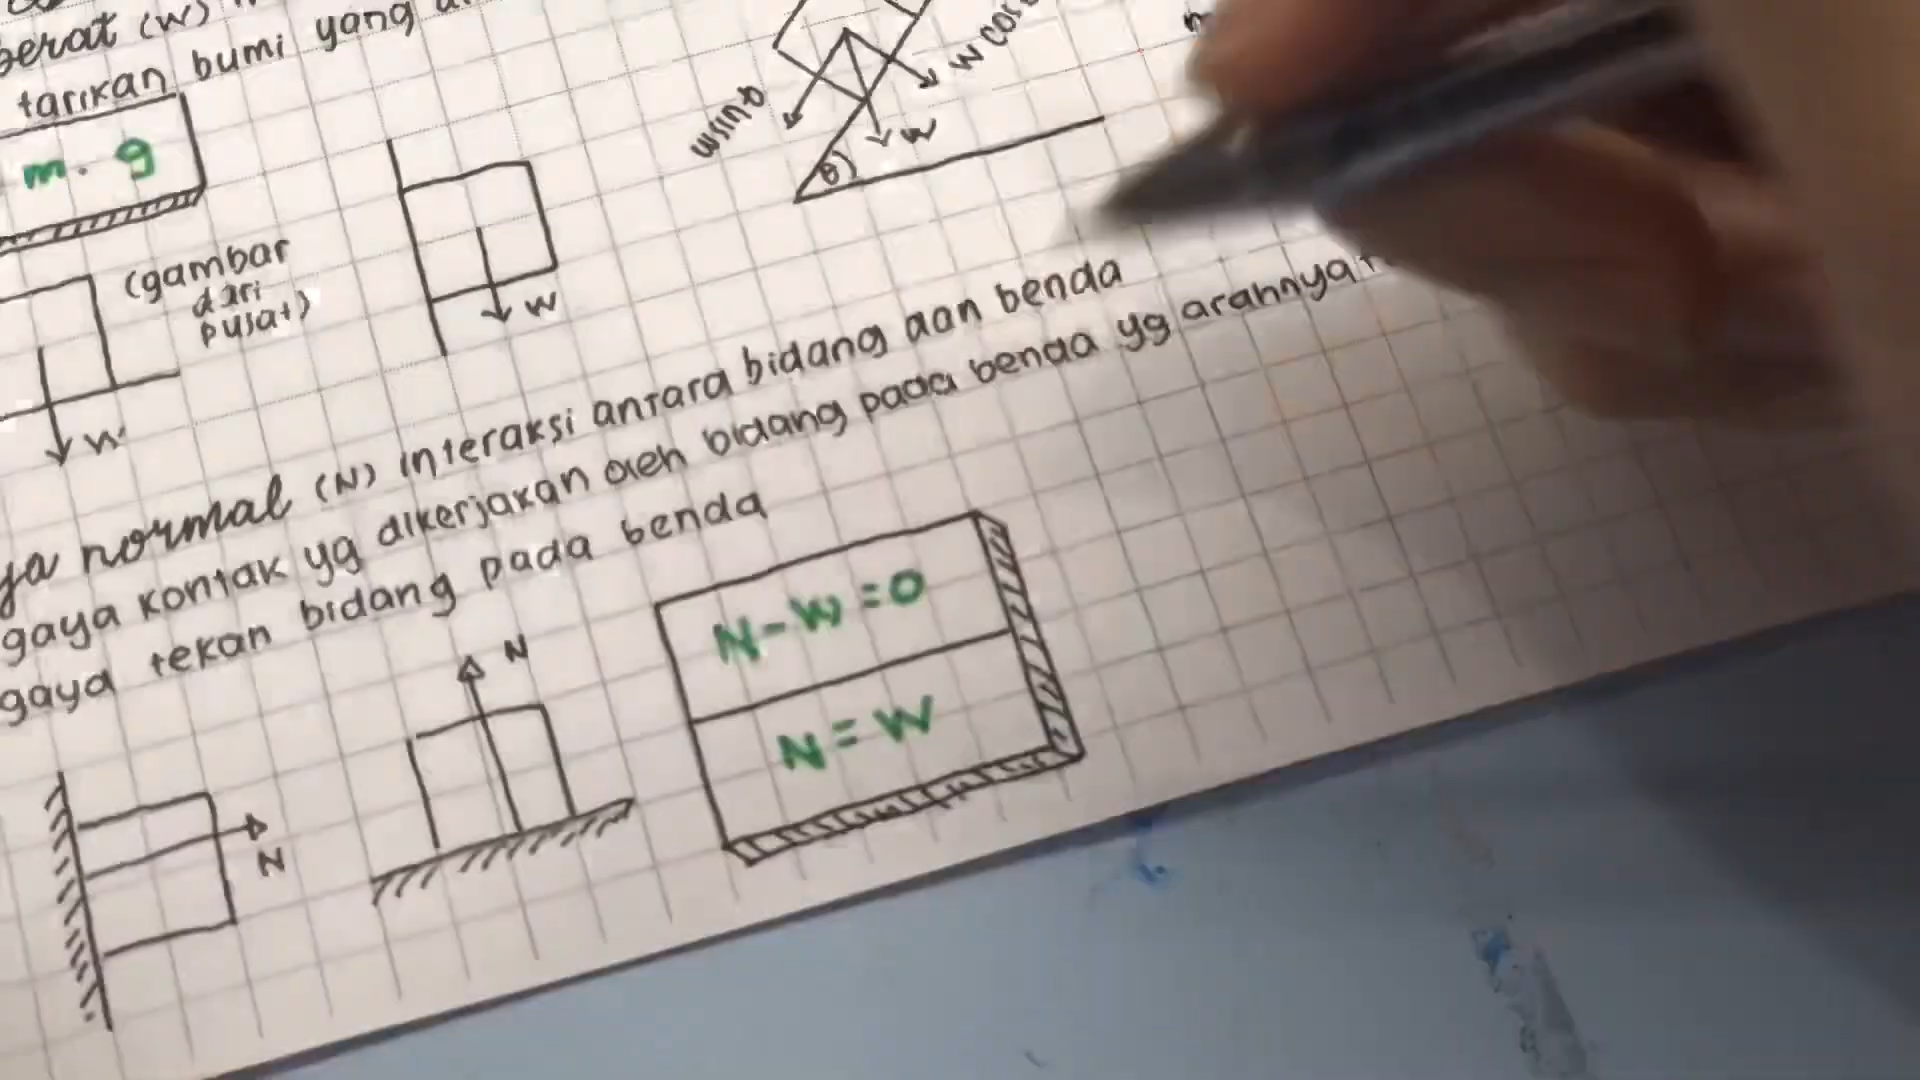 berat (w)
tarikan bumi yang
m. g
(gambar
dari
pusat)
w
w
w sin θ
w cos
w
θ
normal (N) interaksi antara bidang dan benda
gaya kontak yg dikerjakan oleh bidang pada benda yg arahnya
gaya tekan bidang pada benda
N
N
N-W=0
N=W